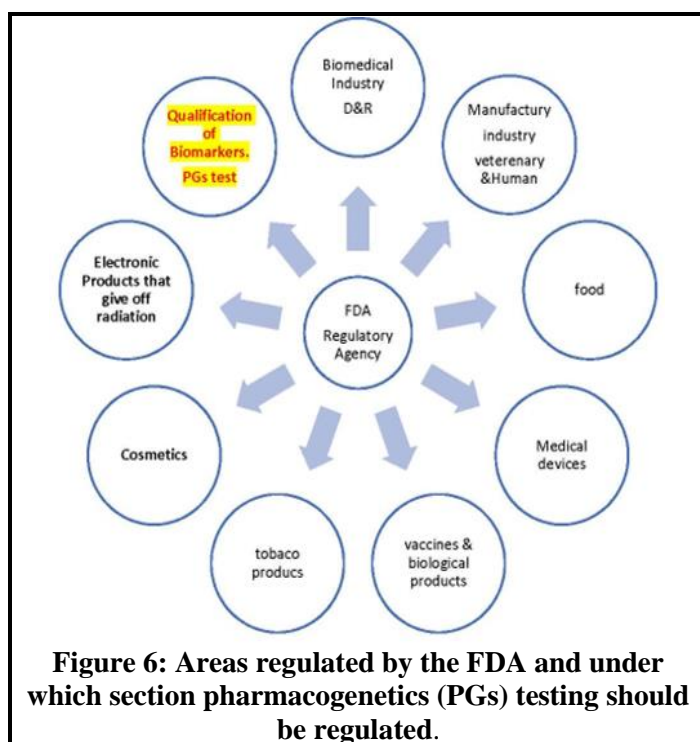 Biomedical
Industry
D&R
Manufactury
industry
veterenary
&Human
food
Medical
devices
vaccines &
biological
products
tobacco
producs
Cosmetics
Electronic
Products that
give off
radiation
Qualification
of
Biomarkers.
PGs test
FDA
Regulatory
Agency
Figure 6: Areas regulated by the FDA and under
which section pharmacogenetics (PGs) testing should
be regulated.